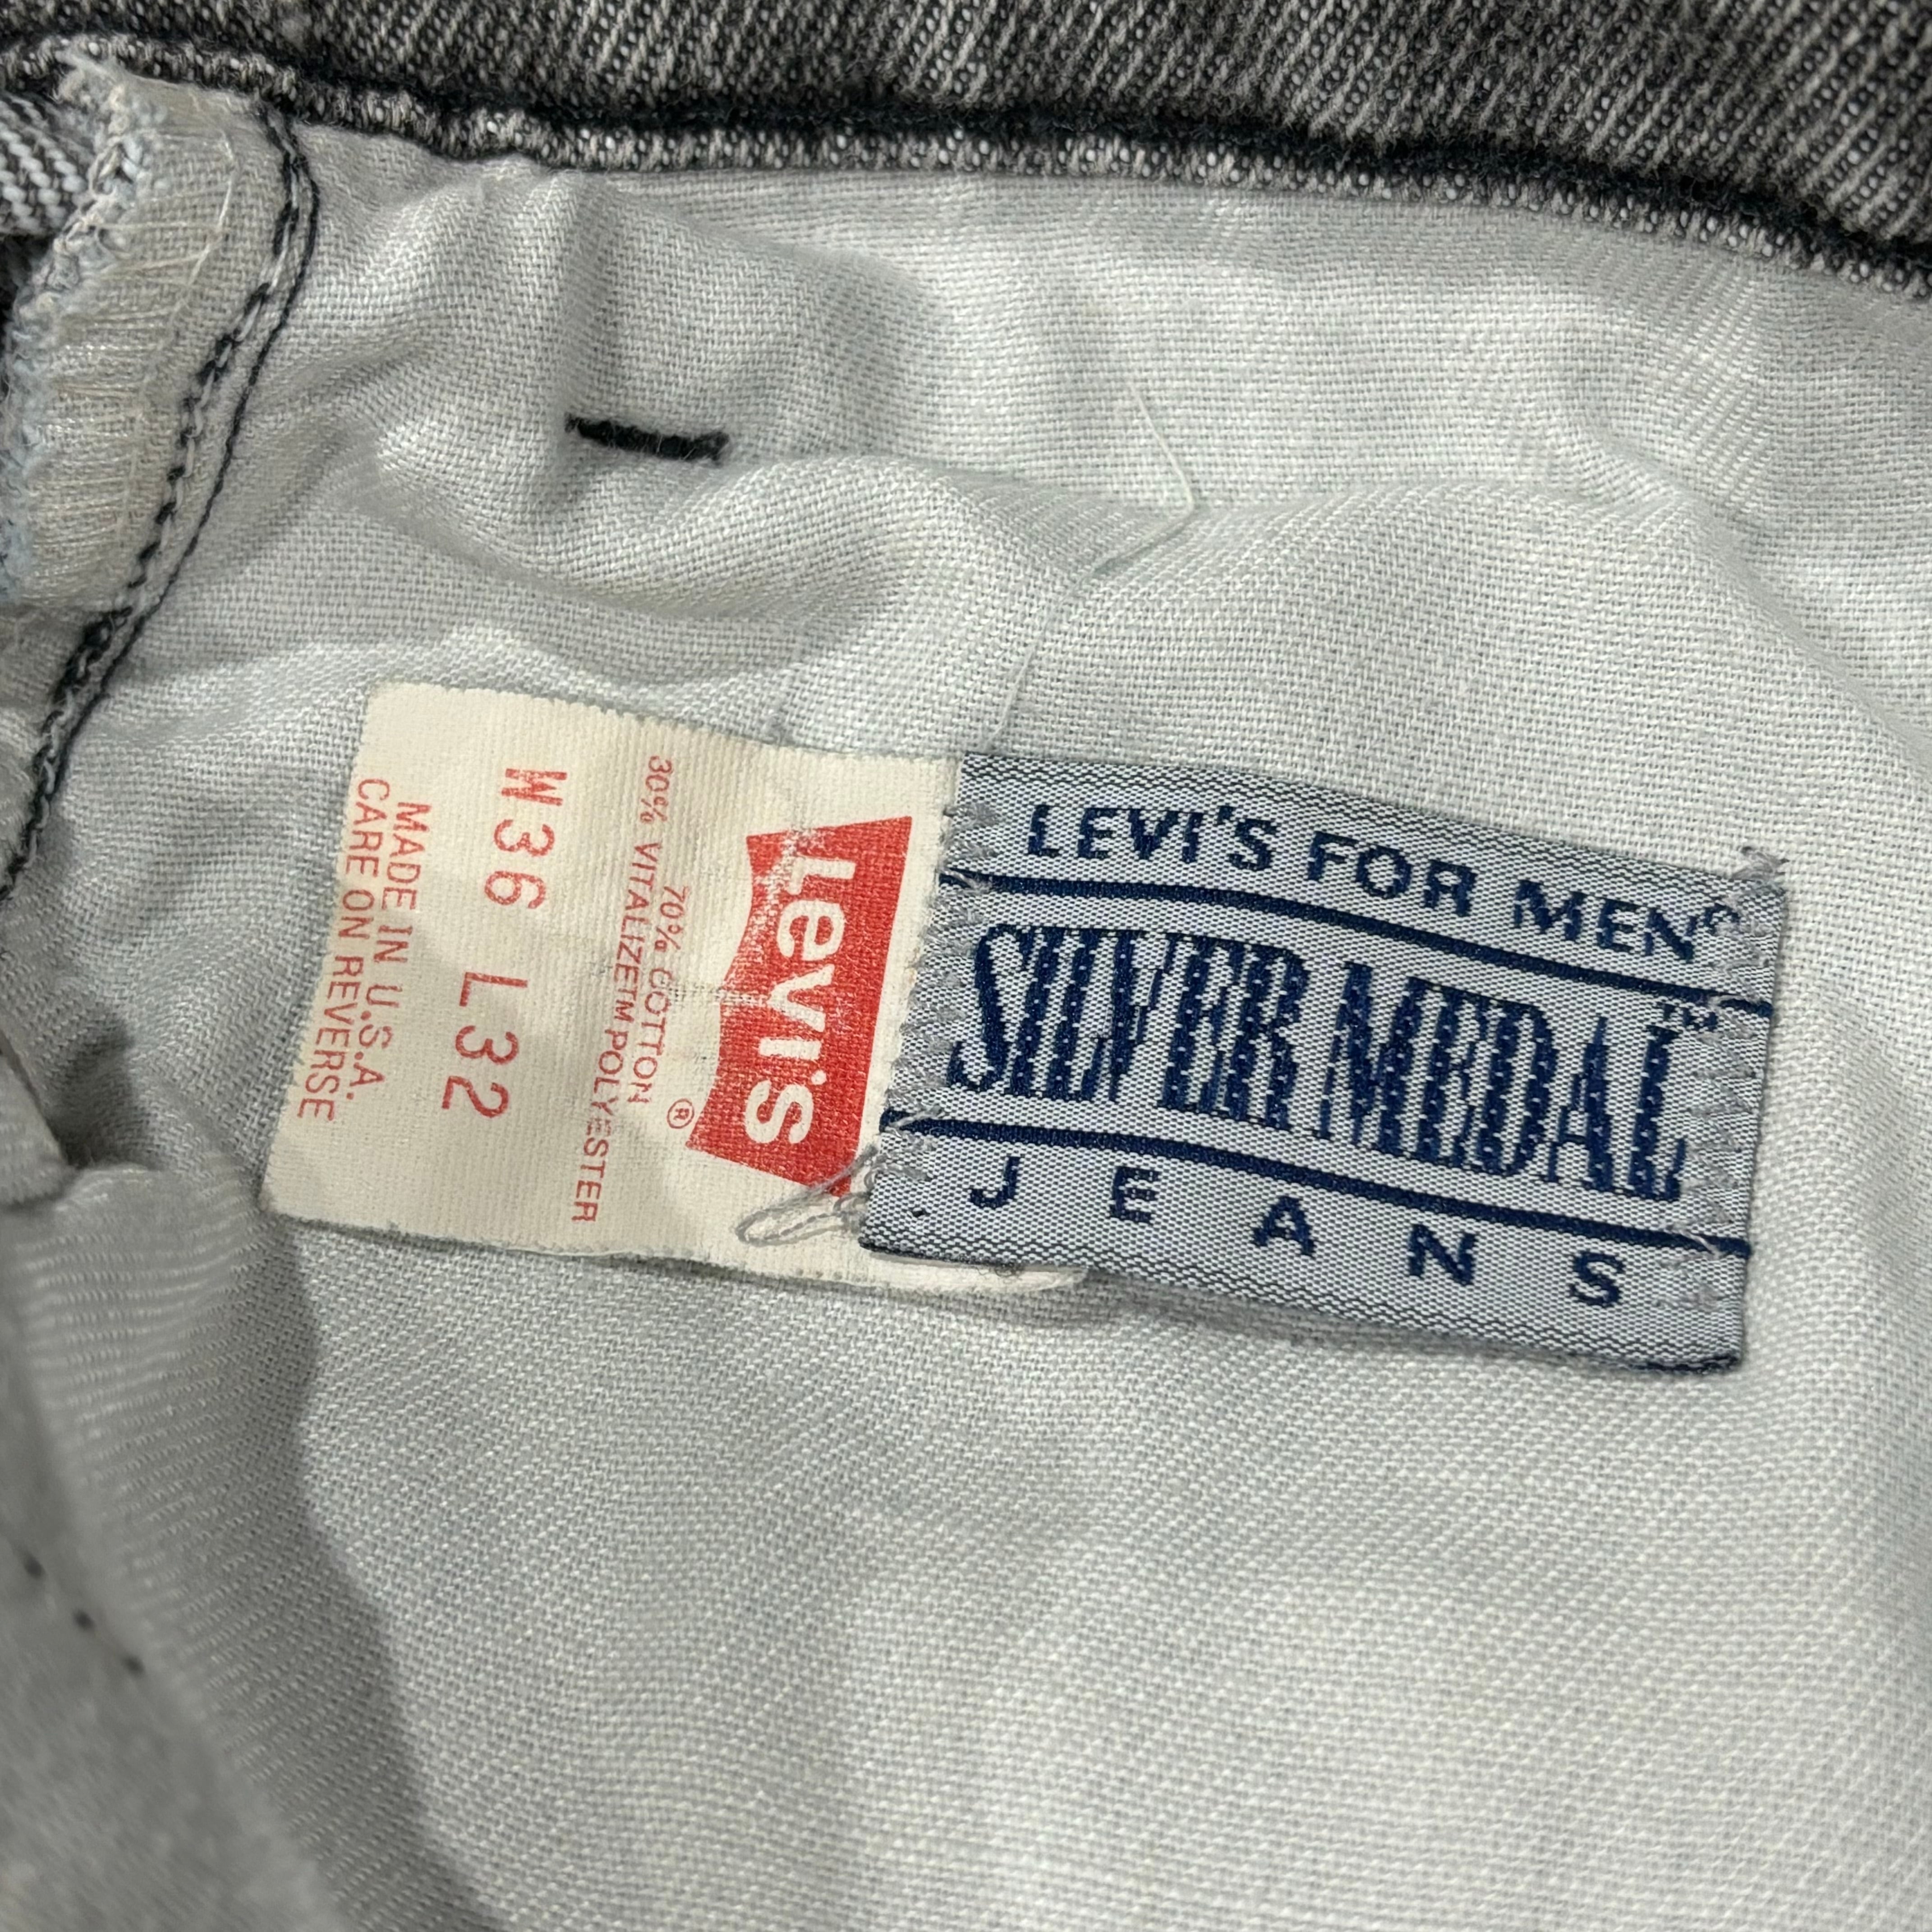 Levi's
®
70% COTTON
30% VITALIZE™ POLYESTER
W36 L32
MADE IN U.S.A.
CARE ON REVERSE
LEVI'S FOR MEN®
SILVER MEDAL™
JEANS